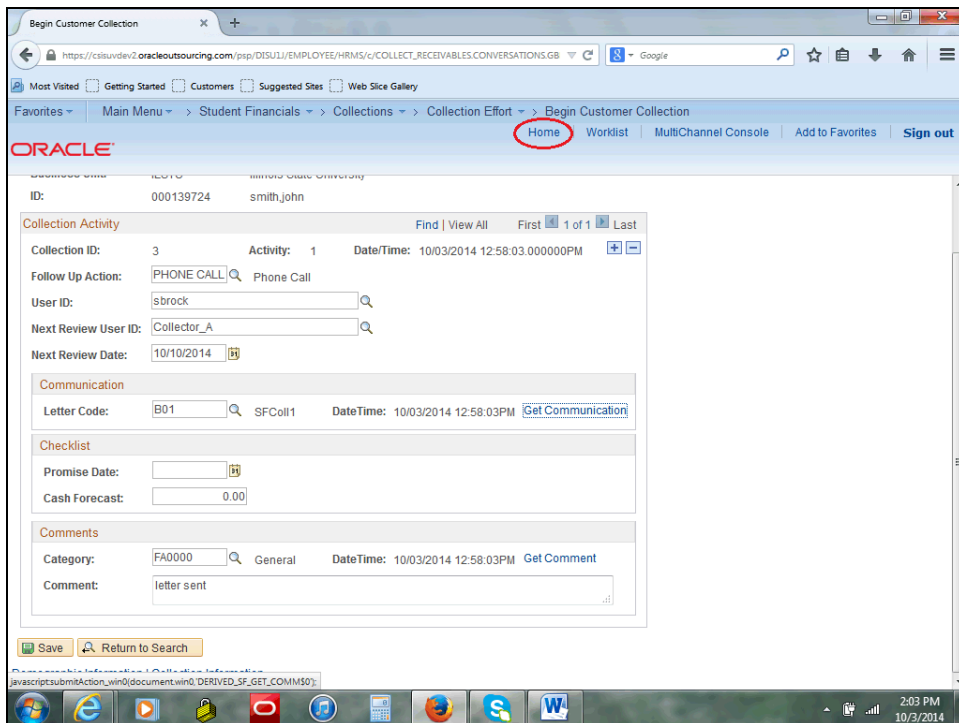 Begin Customer Collection
https://csisuvdev2.oracleoutsourcing.com/psp/DISU1J/EMPLOYEE/HRMS/c/COLLECT_RECEIVABLES.CONVERSATIONS.GB
Google
Most Visited Getting Started Customers Suggested Sites Web Slice Gallery
Favorites Main Menu > Student Financials > Collections > Collection Effort > Begin Customer Collection
Home Worklist MultiChannel Console Add to Favorites Sign out
ORACLE
Illinois State University
ID: 000139724 smith,john
Collection Activity Find | View All First 1 of 1 Last
Collection ID: 3 Activity: 1 Date/Time: 10/03/2014 12:58:03.000000PM
Follow Up Action: PHONE CALL Phone Call
User ID: sbrock
Next Review User ID: Collector_A
Next Review Date: 10/10/2014
Communication
Letter Code: B01 SFColl1 DateTime: 10/03/2014 12:58:03PM Get Communication
Checklist
Promise Date:
Cash Forecast: 0.00
Comments
Category: FA0000 General DateTime: 10/03/2014 12:58:03PM Get Comment
Comment: letter sent
Save Return to Search
Demographic Information | Collection Information
javascript:submitAction_win0(document.win0,'DERIVED_SF_GET_COMM$0');
2:03 PM
10/3/2014